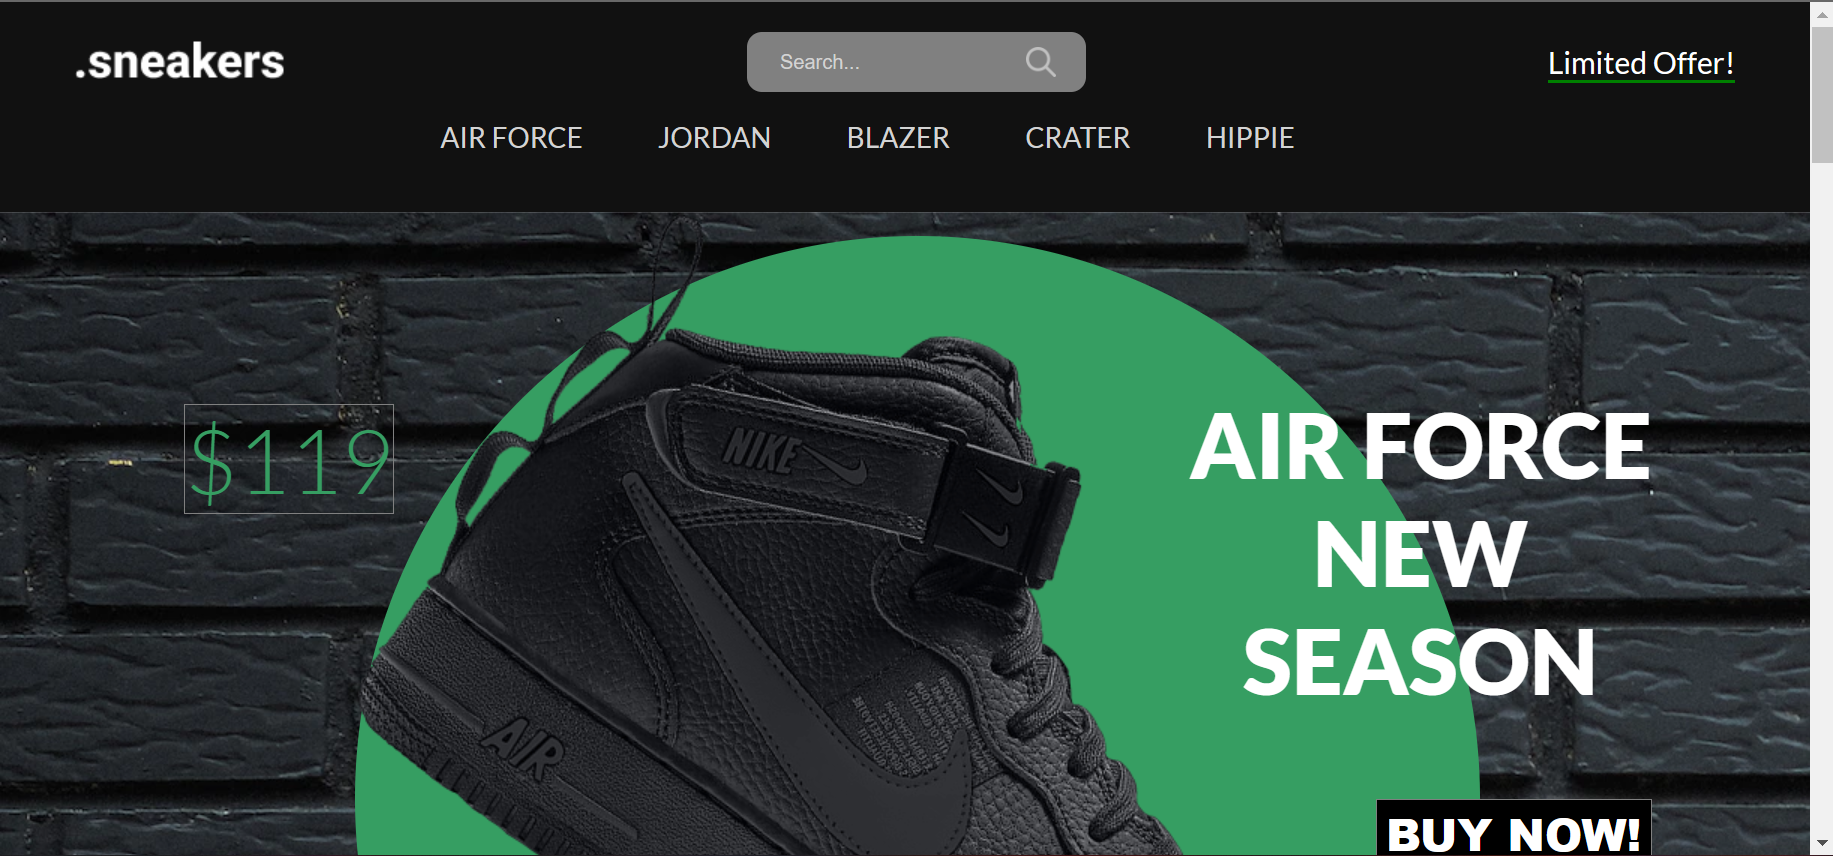 .sneakers
Search...
Limited Offer!
AIR FORCE
JORDAN
BLAZER
CRATER
HIPPIE
$119
NIKE
AIR FORCE
NEW
SEASON
AIR
BUY NOW!